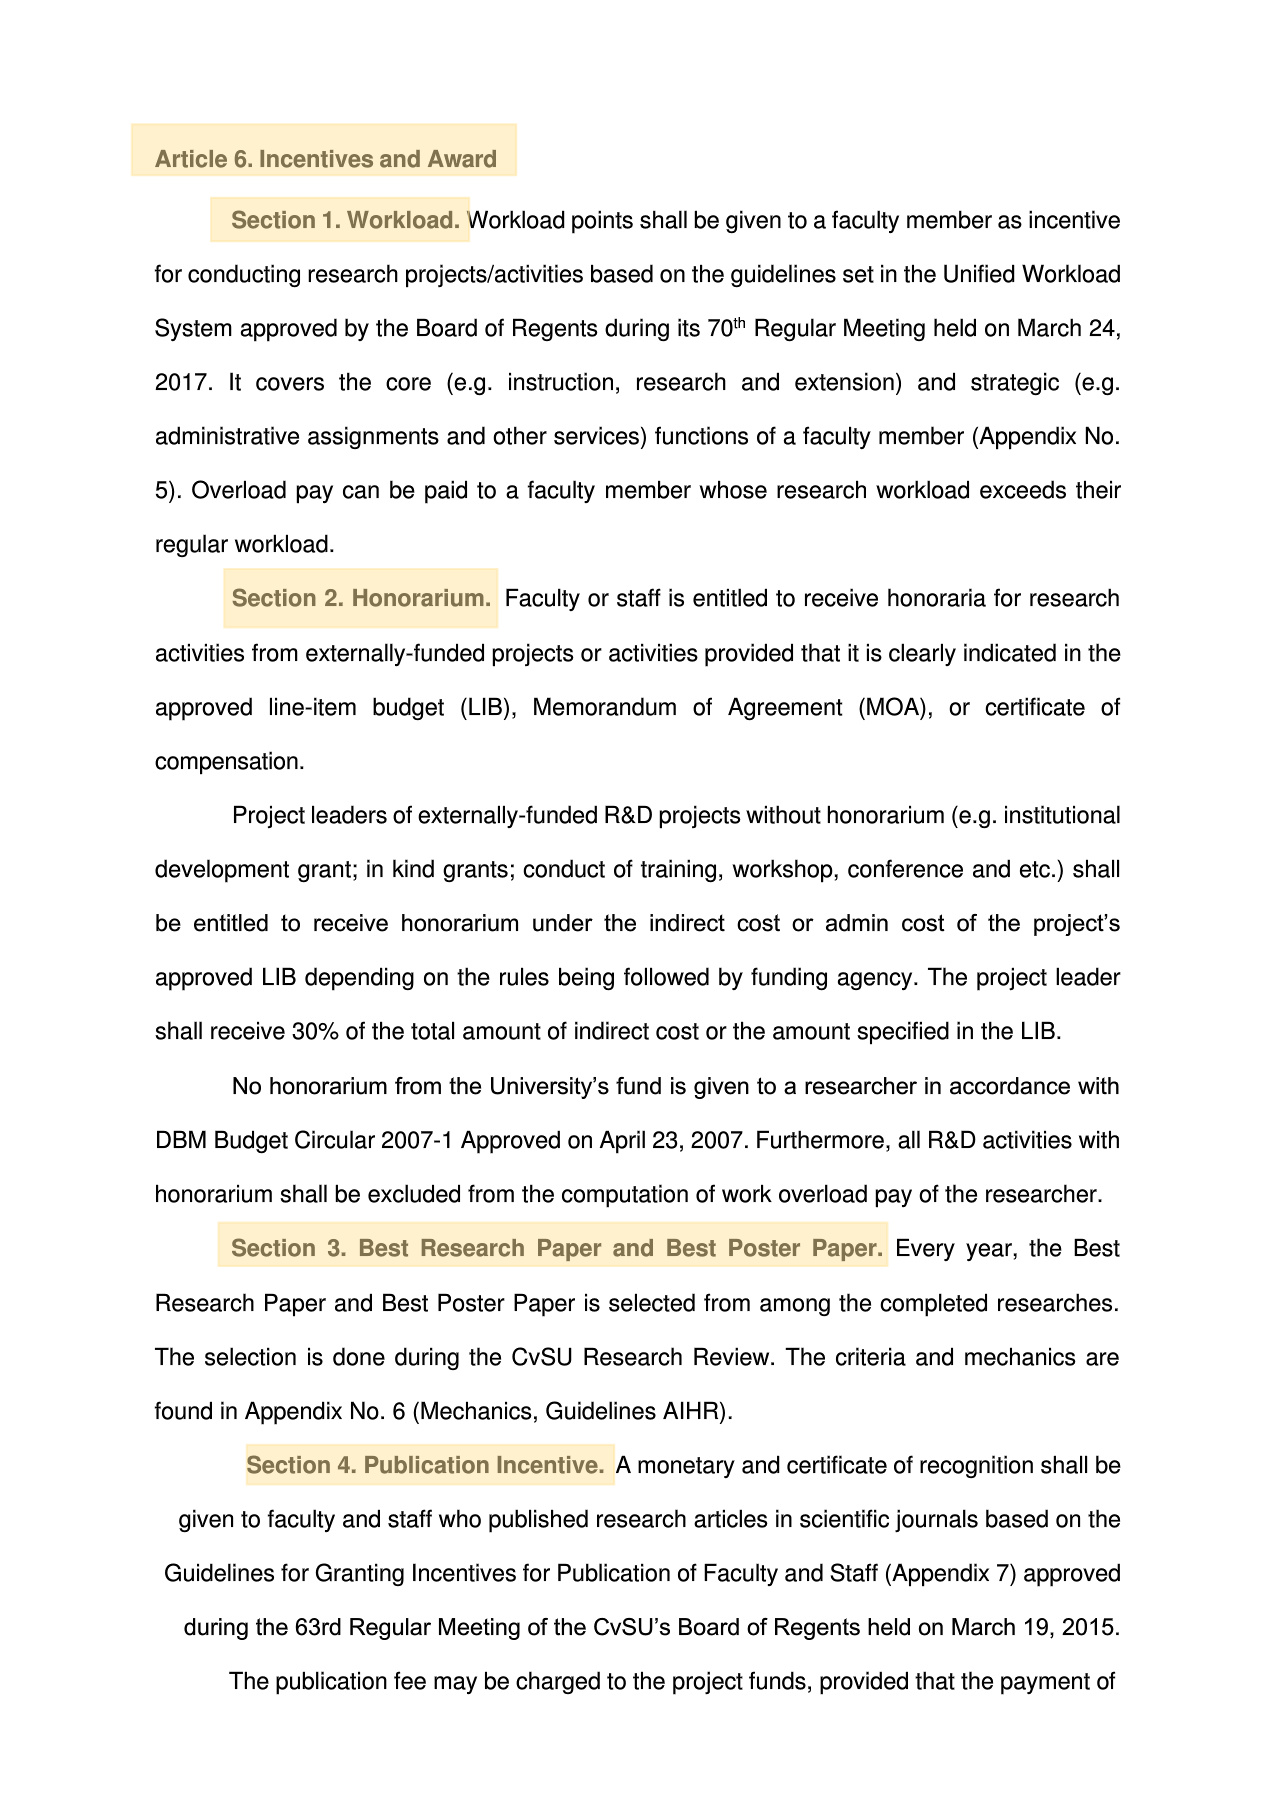 Article 6. Incentives and Award
Section 1. Workload. Workload points shall be given to a faculty member as incentive
for conducting research projects/activities based on the guidelines set in the Unified Workload
System approved by the Board of Regents during its 70th Regular Meeting held on March 24,
2017. It covers the core (e.g. instruction, research and extension) and strategic (e.g.
administrative assignments and other services) functions of a faculty member (Appendix No.
5). Overload pay can be paid to a faculty member whose research workload exceeds their
regular workload.
Section 2. Honorarium. Faculty or staff is entitled to receive honoraria for research
activities from externally-funded projects or activities provided that it is clearly indicated in the
approved line-item budget (LIB), Memorandum of Agreement (MOA), or certificate of
compensation.
Project leaders of externally-funded R&D projects without honorarium (e.g. institutional
development grant; in kind grants; conduct of training, workshop, conference and etc.) shall
be entitled to receive honorarium under the indirect cost or admin cost of the project’s
approved LIB depending on the rules being followed by funding agency. The project leader
shall receive 30% of the total amount of indirect cost or the amount specified in the LIB.
No honorarium from the University’s fund is given to a researcher in accordance with
DBM Budget Circular 2007-1 Approved on April 23, 2007. Furthermore, all R&D activities with
honorarium shall be excluded from the computation of work overload pay of the researcher.
Section 3. Best Research Paper and Best Poster Paper. Every year, the Best
Research Paper and Best Poster Paper is selected from among the completed researches.
The selection is done during the CvSU Research Review. The criteria and mechanics are
found in Appendix No. 6 (Mechanics, Guidelines AIHR).
Section 4. Publication Incentive. A monetary and certificate of recognition shall be
given to faculty and staff who published research articles in scientific journals based on the
Guidelines for Granting Incentives for Publication of Faculty and Staff (Appendix 7) approved
during the 63rd Regular Meeting of the CvSU’s Board of Regents held on March 19, 2015.
The publication fee may be charged to the project funds, provided that the payment of